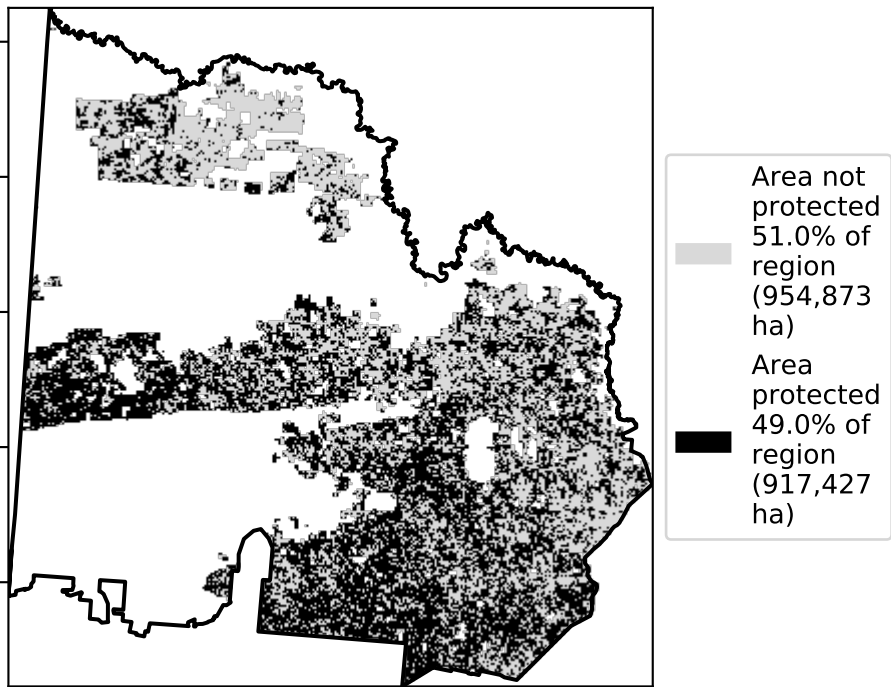 Area not
protected
51.0% of
region
(954,873
ha)
Area
protected
49.0% of
region
(917,427
ha)